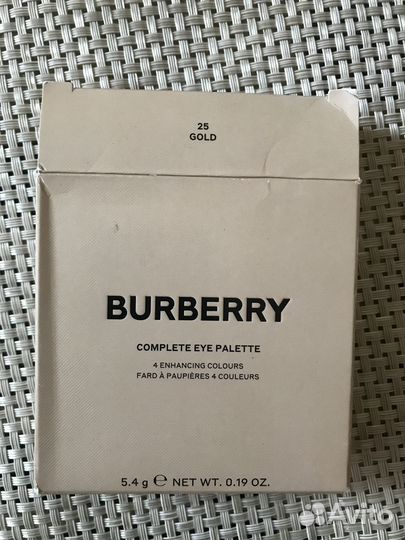 25
GOLD
BURBERRY
COMPLETE EYE PALETTE
4 ENHANCING COLOURS
FARD À PAUPIÈRES 4 COULEURS
5.4 g ℮ NET WT. 0.19 OZ.
Avito